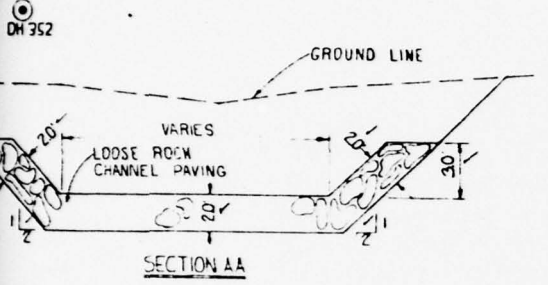 DH 352
GROUND LINE
VARIES
2.0'
2.0'
LOOSE ROCK
CHANNEL PAVING
3.0
2.0'
1
2
1
2
SECTION AA